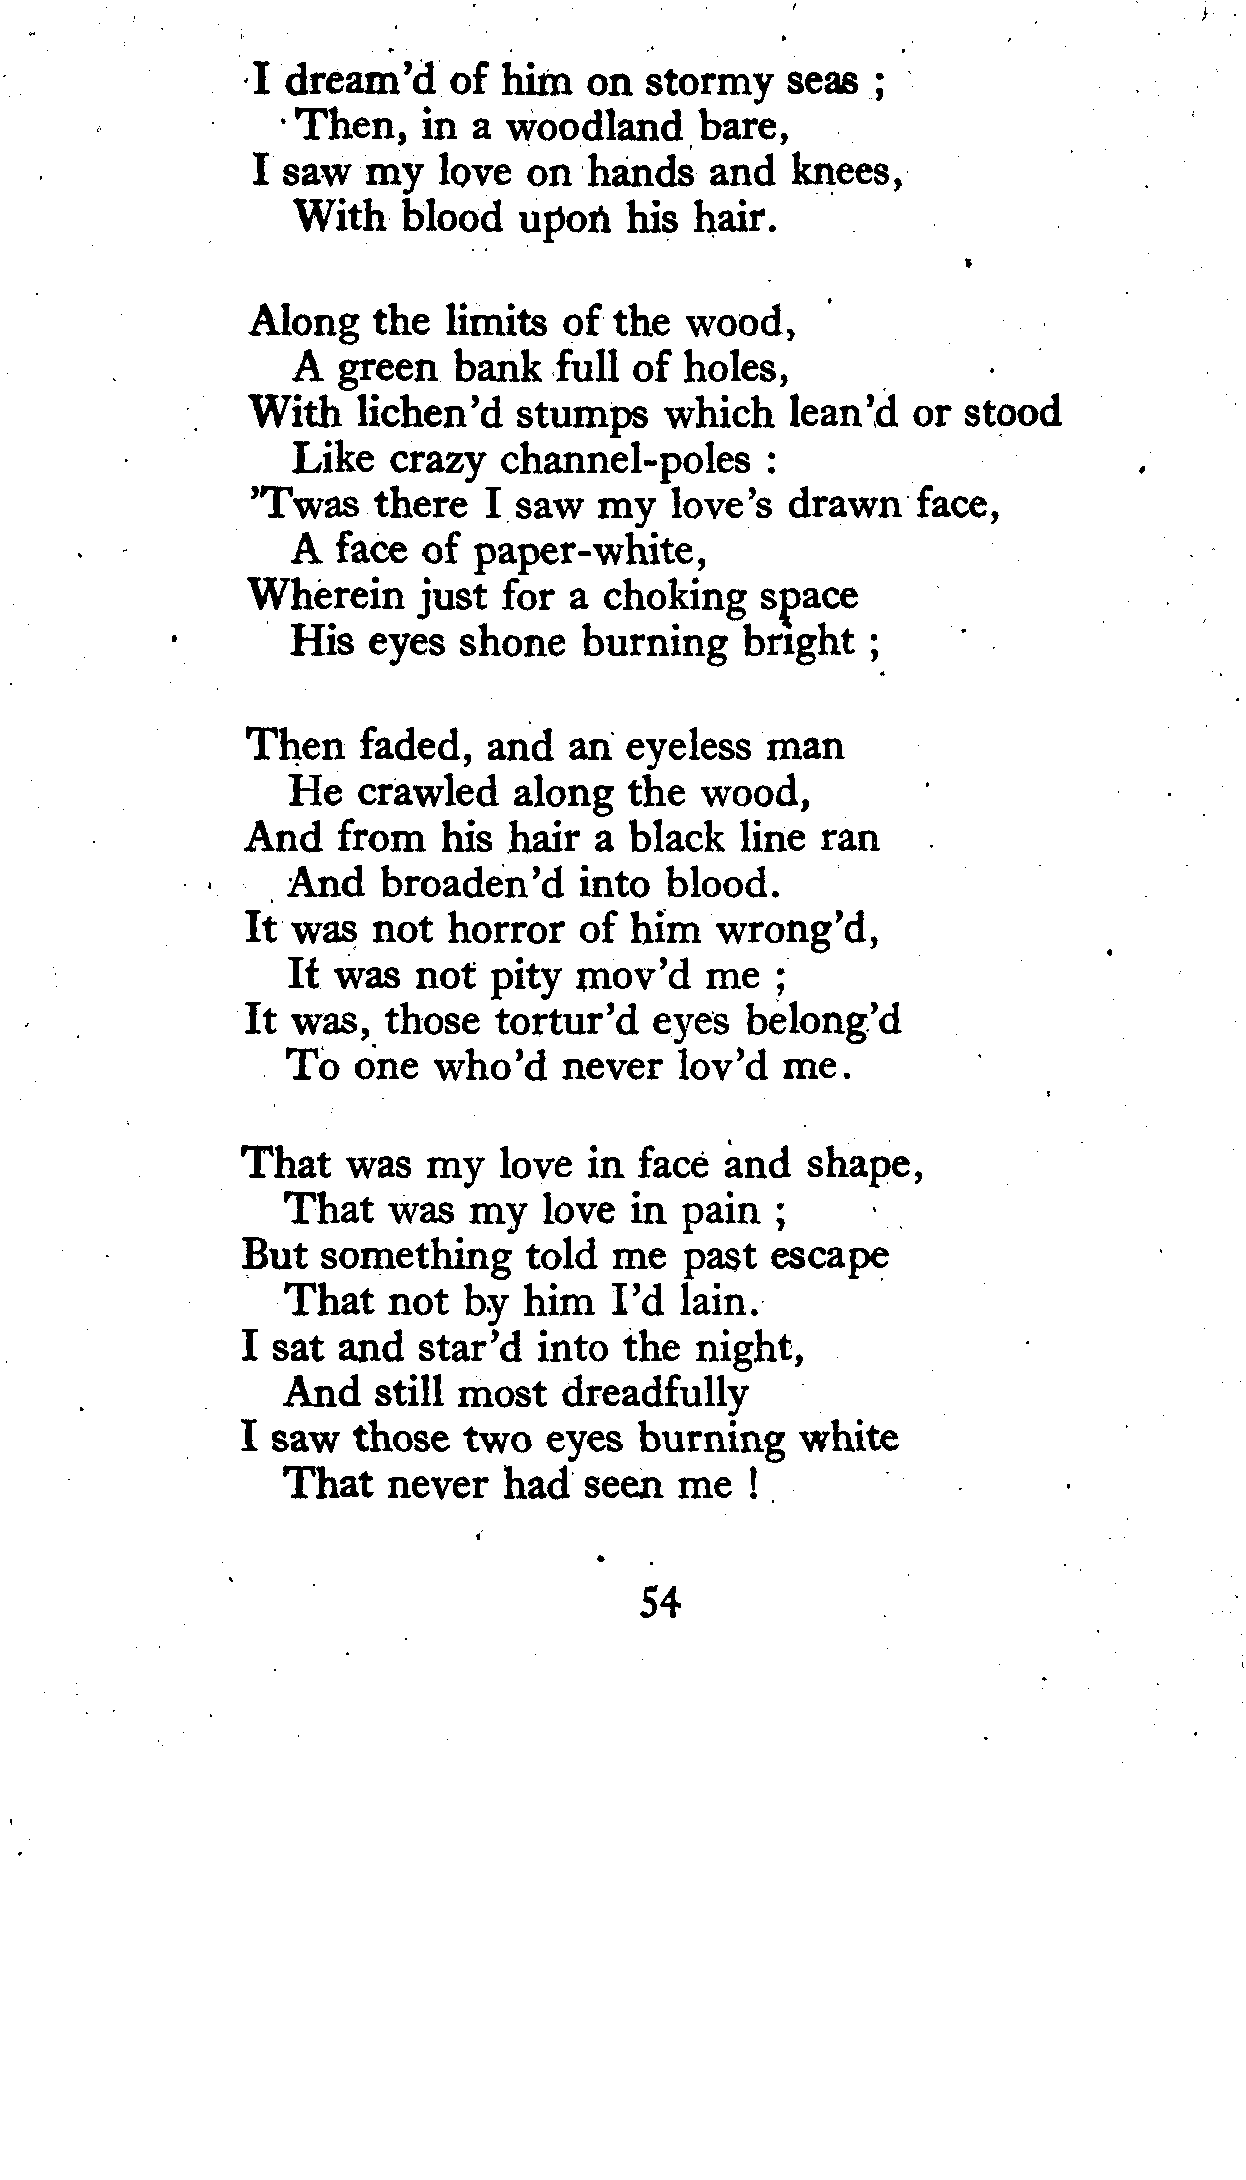 I dream'd of him on stormy seas ;
Then, in a woodland bare,
I saw my love on hands and knees,
With blood upon his hair.

Along the limits of the wood,
A green bank full of holes,
With lichen'd stumps which lean'd or stood
Like crazy channel-poles :
'Twas there I saw my love's drawn face,
A face of paper-white,
Wherein just for a choking space
His eyes shone burning bright ;

Then faded, and an eyeless man
He crawled along the wood,
And from his hair a black line ran
And broaden'd into blood.
It was not horror of him wrong'd,
It was not pity mov'd me ;
It was, those tortur'd eyes belong'd
To one who'd never lov'd me.

That was my love in face and shape,
That was my love in pain ;
But something told me past escape
That not by him I'd lain.
I sat and star'd into the night,
And still most dreadfully
I saw those two eyes burning white
That never had seen me !

54